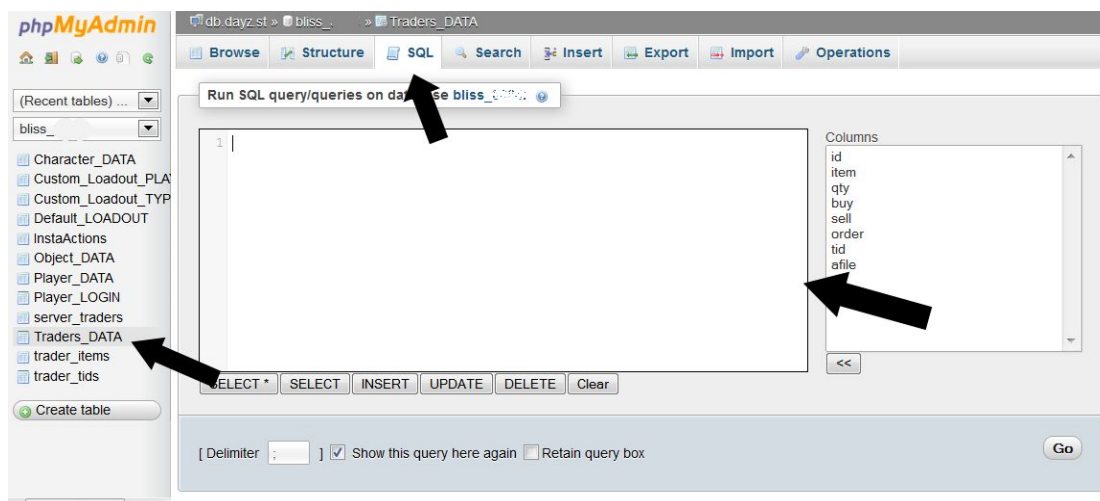 phpMyAdmin
(Recent tables) ...
bliss_
Character_DATA
Custom_Loadout_PLA
Custom_Loadout_TYP
Default_LOADOUT
InstaActions
Object_DATA
Player_DATA
Player_LOGIN
server_traders
Traders_DATA
trader_items
trader_tids
Create table
db.dayz.st » bliss_ » Traders_DATA
Browse Structure SQL Search Insert Export Import Operations
Run SQL query/queries on database bliss_
1
Columns
id
item
qty
buy
sell
order
tid
afile
<<
SELECT * SELECT INSERT UPDATE DELETE Clear
[ Delimiter ; ] Show this query here again Retain query box
Go